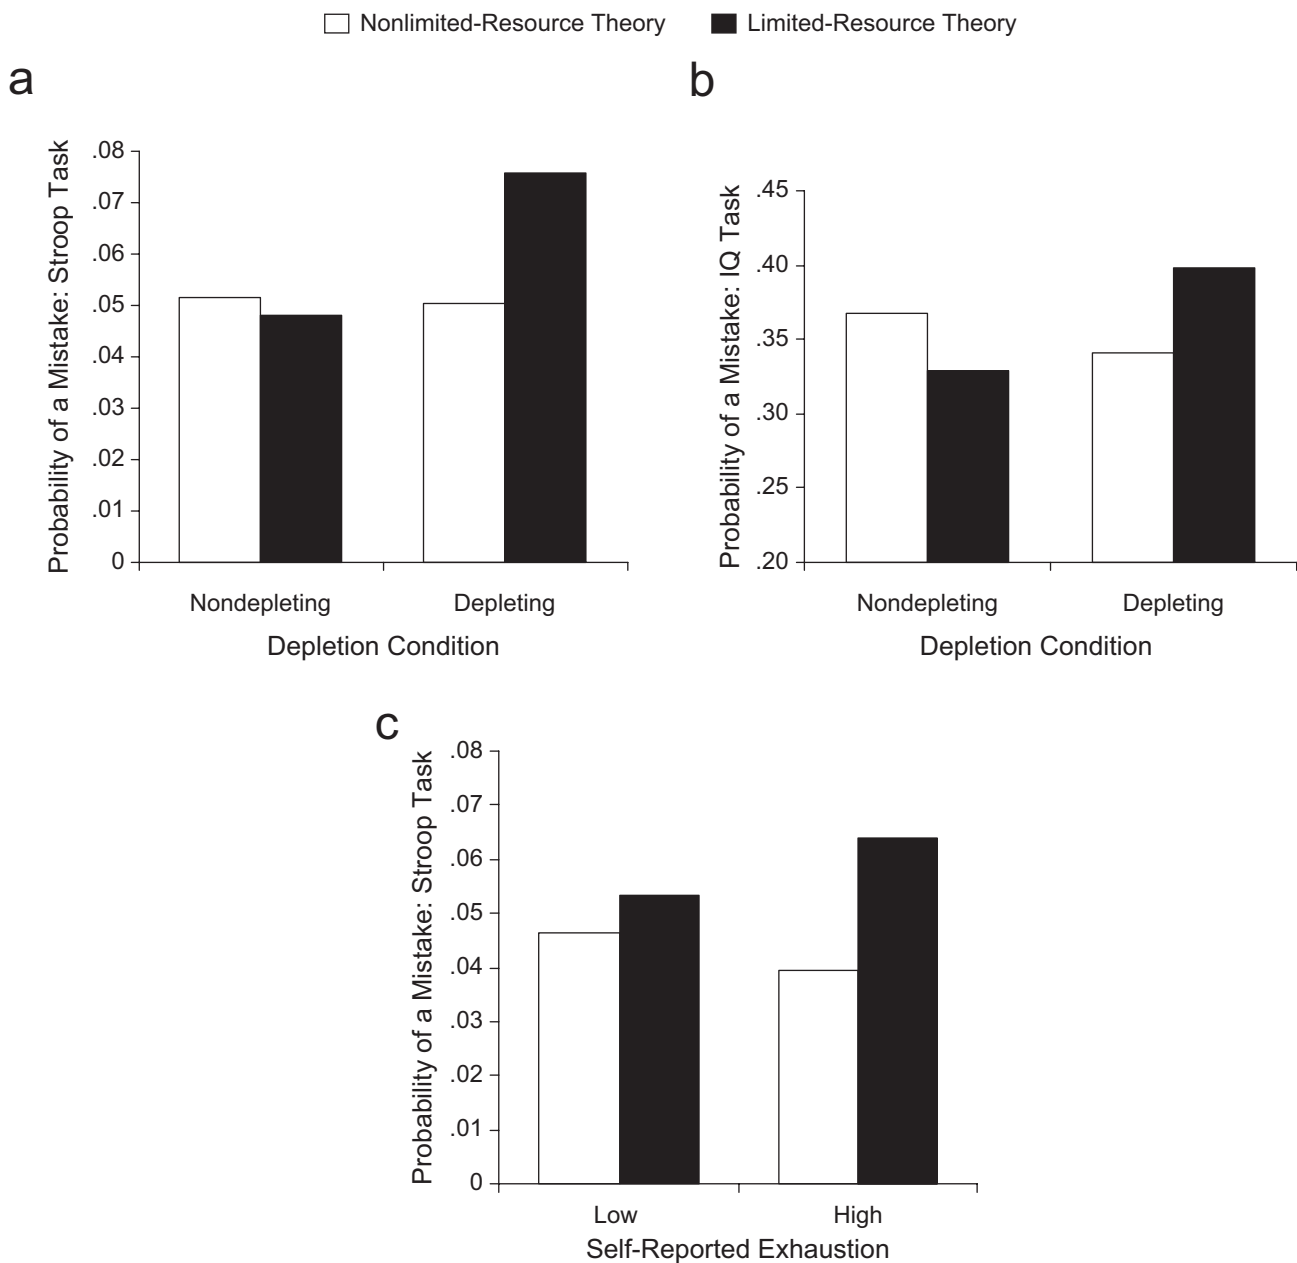 Nonlimited-Resource Theory Limited-Resource Theory
a
Probability of a Mistake: Stroop Task
.08
.07
.06
.05
.04
.03
.02
.01
0
Nondepleting Depleting
Depletion Condition
b
Probability of a Mistake: IQ Task
.45
.40
.35
.30
.25
.20
Nondepleting Depleting
Depletion Condition
c
Probability of a Mistake: Stroop Task
.08
.07
.06
.05
.04
.03
.02
.01
0
Low High
Self-Reported Exhaustion